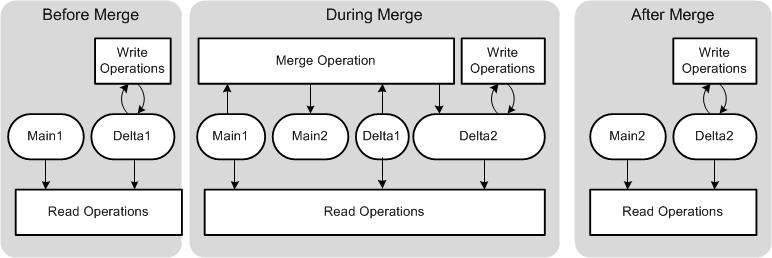 Before Merge
Write
Operations
Main1
Delta1
Read Operations
During Merge
Merge Operation
Write
Operations
Main1
Main2
Delta1
Delta2
Read Operations
After Merge
Write
Operations
Main2
Delta2
Read Operations